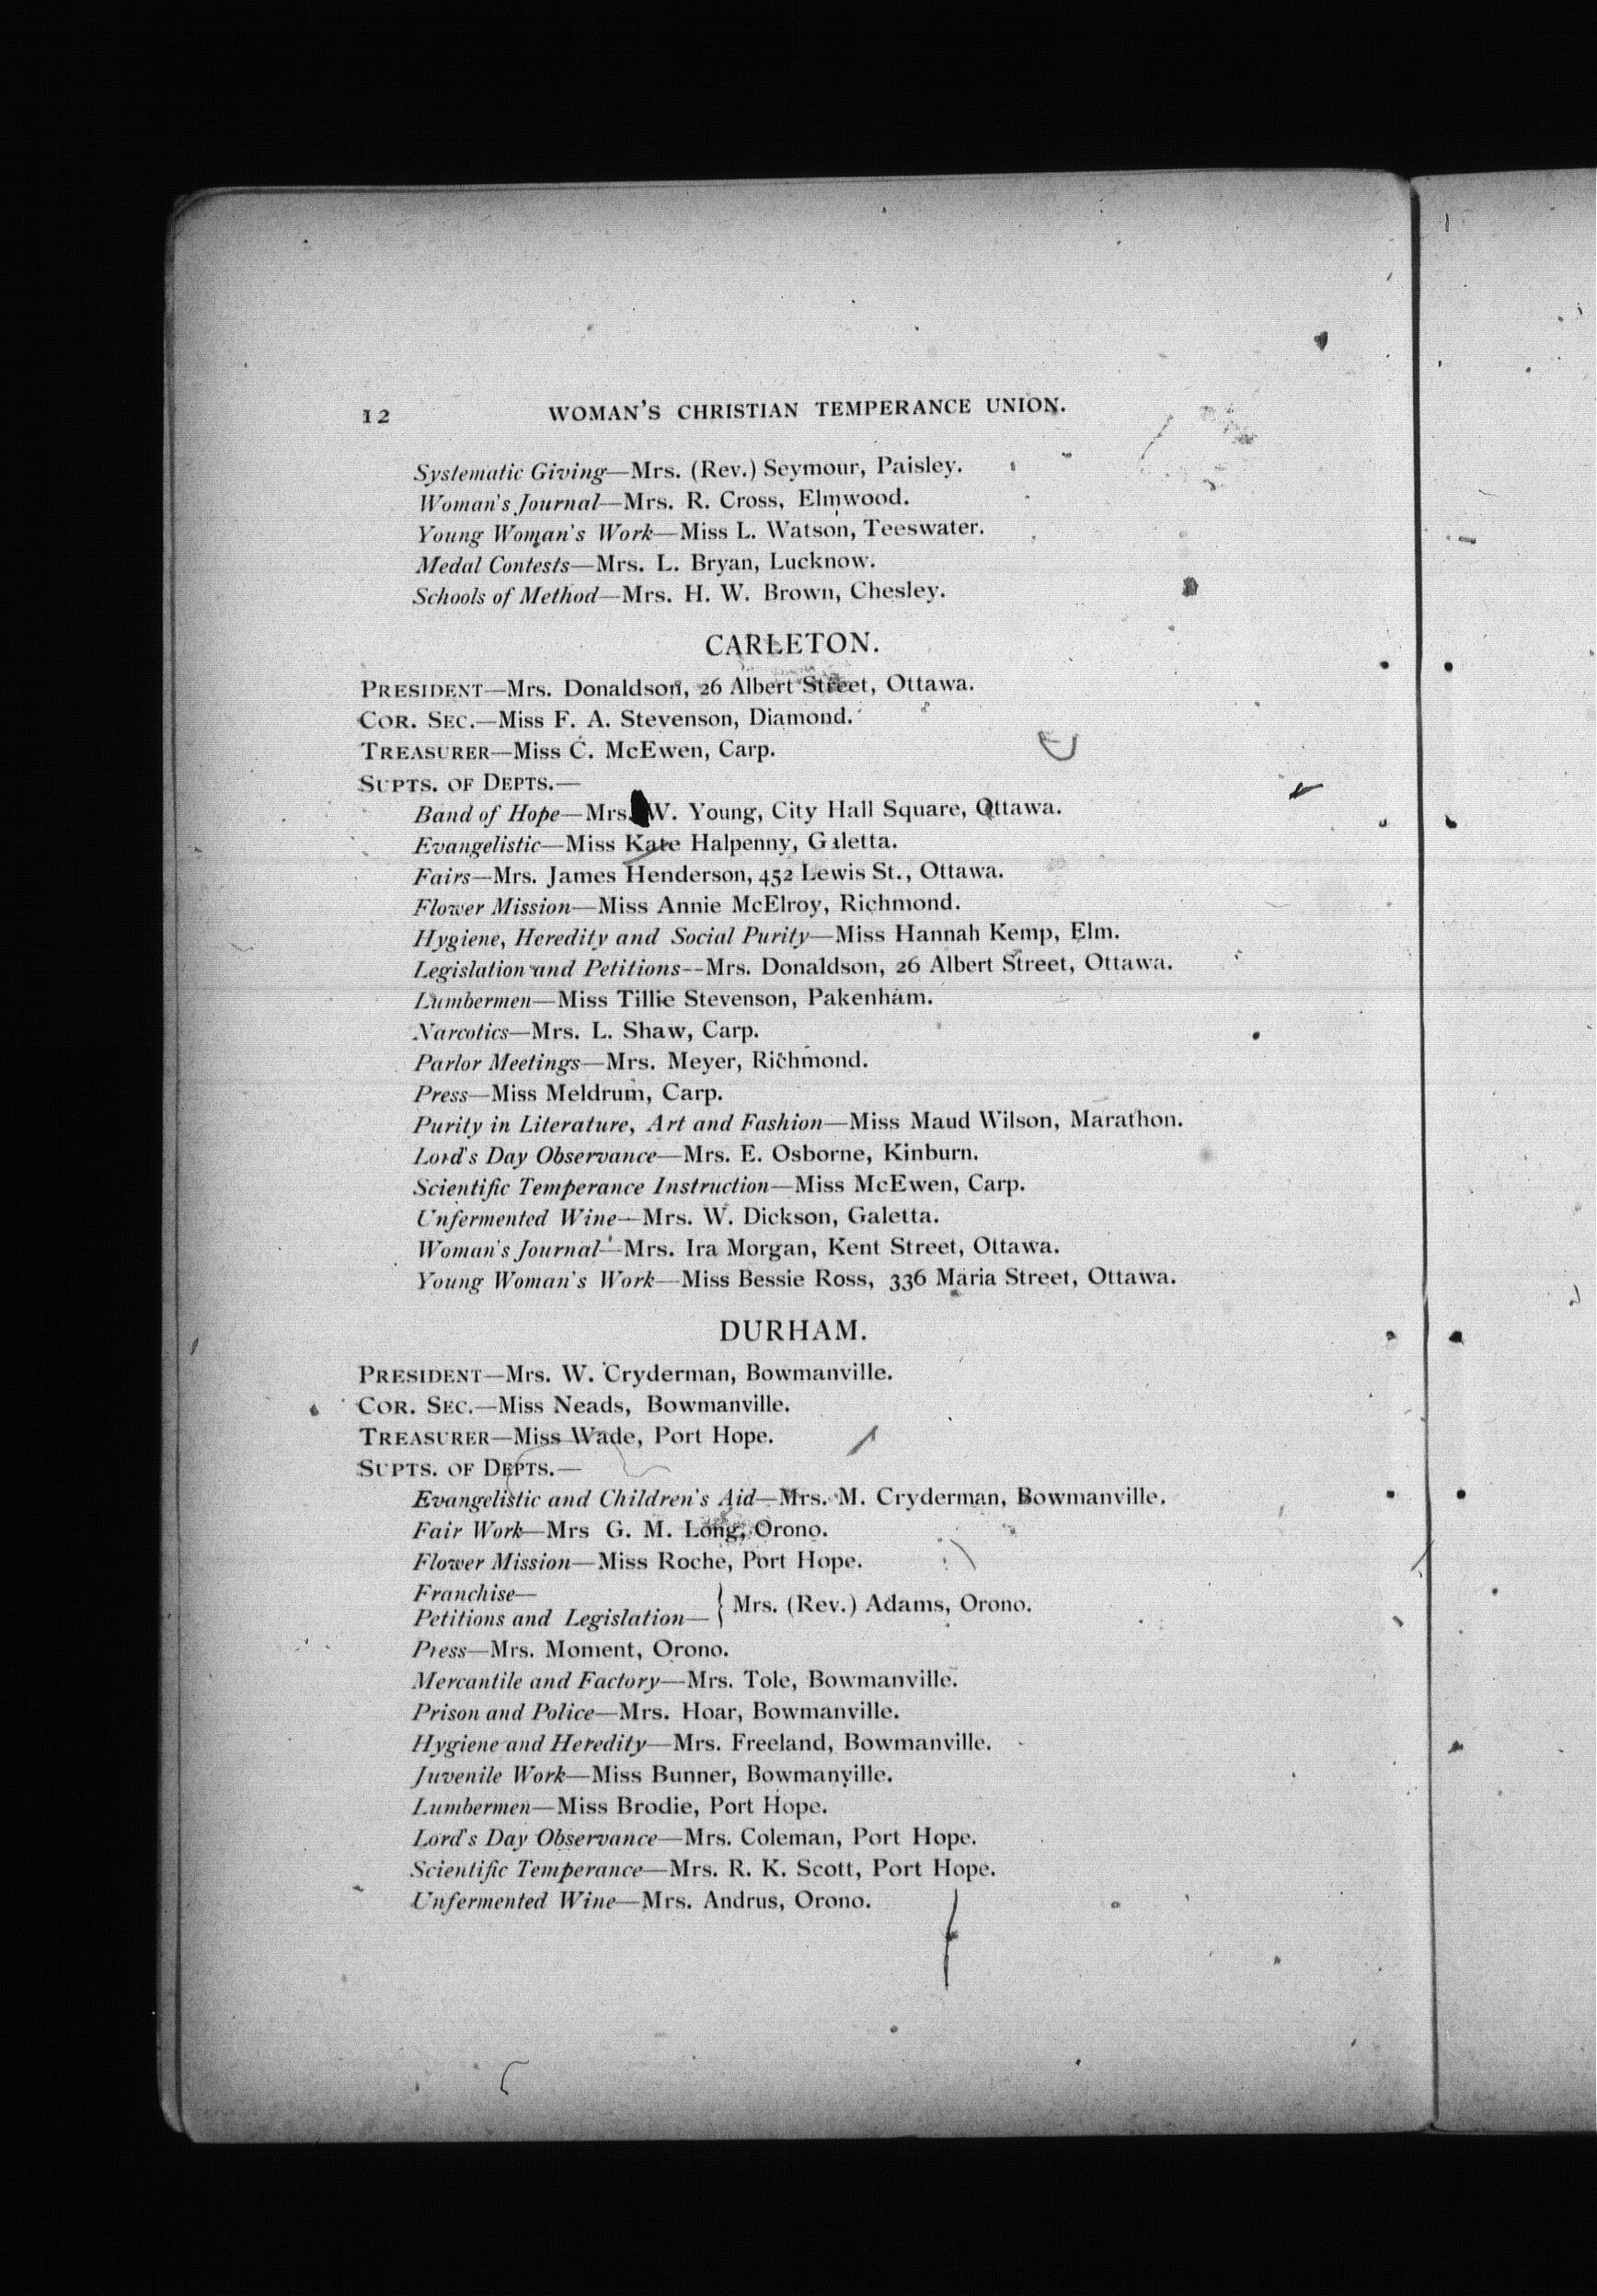 12 WOMAN'S CHRISTIAN TEMPERANCE UNION.
Systematic Giving—Mrs. (Rev.) Seymour, Paisley.
Woman's Journal—Mrs. R. Cross, Elmwood.
Young Woman's Work—Miss L. Watson, Teeswater.
Medal Contests—Mrs. L. Bryan, Lucknow.
Schools of Method—Mrs. H. W. Brown, Chesley.
CARLETON.
PRESIDENT—Mrs. Donaldson, 26 Albert Street, Ottawa.
COR. SEC.—Miss F. A. Stevenson, Diamond.
TREASURER—Miss C. McEwen, Carp.
SUPTS. OF DEPTS.—
Band of Hope—Mrs. W. Young, City Hall Square, Ottawa.
Evangelistic—Miss Kate Halpenny, Galetta.
Fairs—Mrs. James Henderson, 452 Lewis St., Ottawa.
Flower Mission—Miss Annie McElroy, Richmond.
Hygiene, Heredity and Social Purity—Miss Hannah Kemp, Elm.
Legislation and Petitions--Mrs. Donaldson, 26 Albert Street, Ottawa.
Lumbermen—Miss Tillie Stevenson, Pakenham.
Narcotics—Mrs. L. Shaw, Carp.
Parlor Meetings—Mrs. Meyer, Richmond.
Press—Miss Meldrum, Carp.
Purity in Literature, Art and Fashion—Miss Maud Wilson, Marathon.
Lord's Day Observance—Mrs. E. Osborne, Kinburn.
Scientific Temperance Instruction—Miss McEwen, Carp.
Unfermented Wine—Mrs. W. Dickson, Galetta.
Woman's Journal—Mrs. Ira Morgan, Kent Street, Ottawa.
Young Woman's Work—Miss Bessie Ross, 336 Maria Street, Ottawa.
DURHAM.
PRESIDENT—Mrs. W. Cryderman, Bowmanville.
COR. SEC.—Miss Neads, Bowmanville.
TREASURER—Miss Wade, Port Hope.
SUPTS. OF DEPTS.—
Evangelistic and Children's Aid—Mrs. M. Cryderman, Bowmanville.
Fair Work—Mrs G. M. Long, Orono.
Flower Mission—Miss Roche, Port Hope.
Franchise—
Petitions and Legislation— } Mrs. (Rev.) Adams, Orono.
Press—Mrs. Moment, Orono.
Mercantile and Factory—Mrs. Tole, Bowmanville.
Prison and Police—Mrs. Hoar, Bowmanville.
Hygiene and Heredity—Mrs. Freeland, Bowmanville.
Juvenile Work—Miss Bunner, Bowmanville.
Lumbermen—Miss Brodie, Port Hope.
Lord's Day Observance—Mrs. Coleman, Port Hope.
Scientific Temperance—Mrs. R. K. Scott, Port Hope.
Unfermented Wine—Mrs. Andrus, Orono.